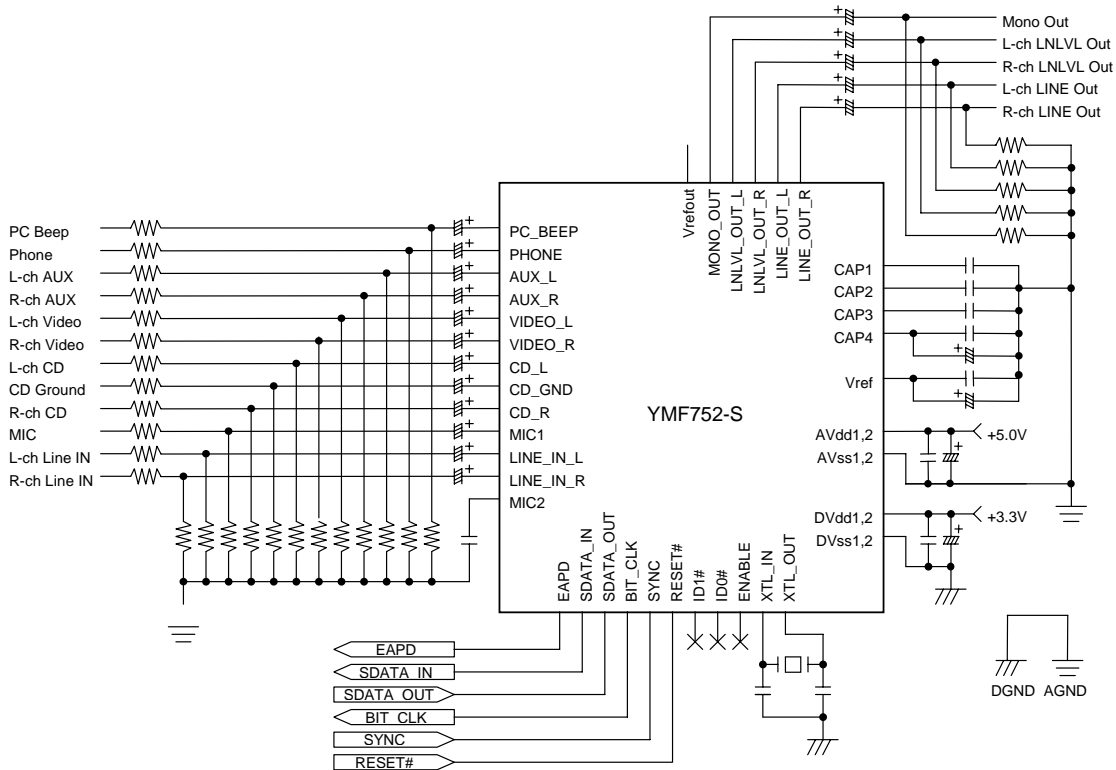 Mono Out
L-ch LNLVL Out
R-ch LNLVL Out
L-ch LINE Out
R-ch LINE Out
+
+
+
+
+
Vrefout
MONO_OUT
LNLVL_OUT_L
LNLVL_OUT_R
LINE_OUT_L
LINE_OUT_R
PC Beep
Phone
L-ch AUX
R-ch AUX
L-ch Video
R-ch Video
L-ch CD
CD Ground
R-ch CD
MIC
L-ch Line IN
R-ch Line IN
+
+
+
+
+
+
+
+
+
+
+
+
PC_BEEP
PHONE
AUX_L
AUX_R
VIDEO_L
VIDEO_R
CD_L
CD_GND
CD_R
MIC1
LINE_IN_L
LINE_IN_R
MIC2
YMF752-S
CAP1
CAP2
CAP3
CAP4
+
Vref
+
AVdd1,2
+
+5.0V
AVss1,2
DVdd1,2
+
+3.3V
DVss1,2
EAPD
SDATA_IN
SDATA_OUT
BIT_CLK
SYNC
RESET#
ID1#
ID0#
ENABLE
XTL_IN
XTL_OUT
EAPD
SDATA_IN
SDATA_OUT
BIT_CLK
SYNC
RESET#
DGND
AGND